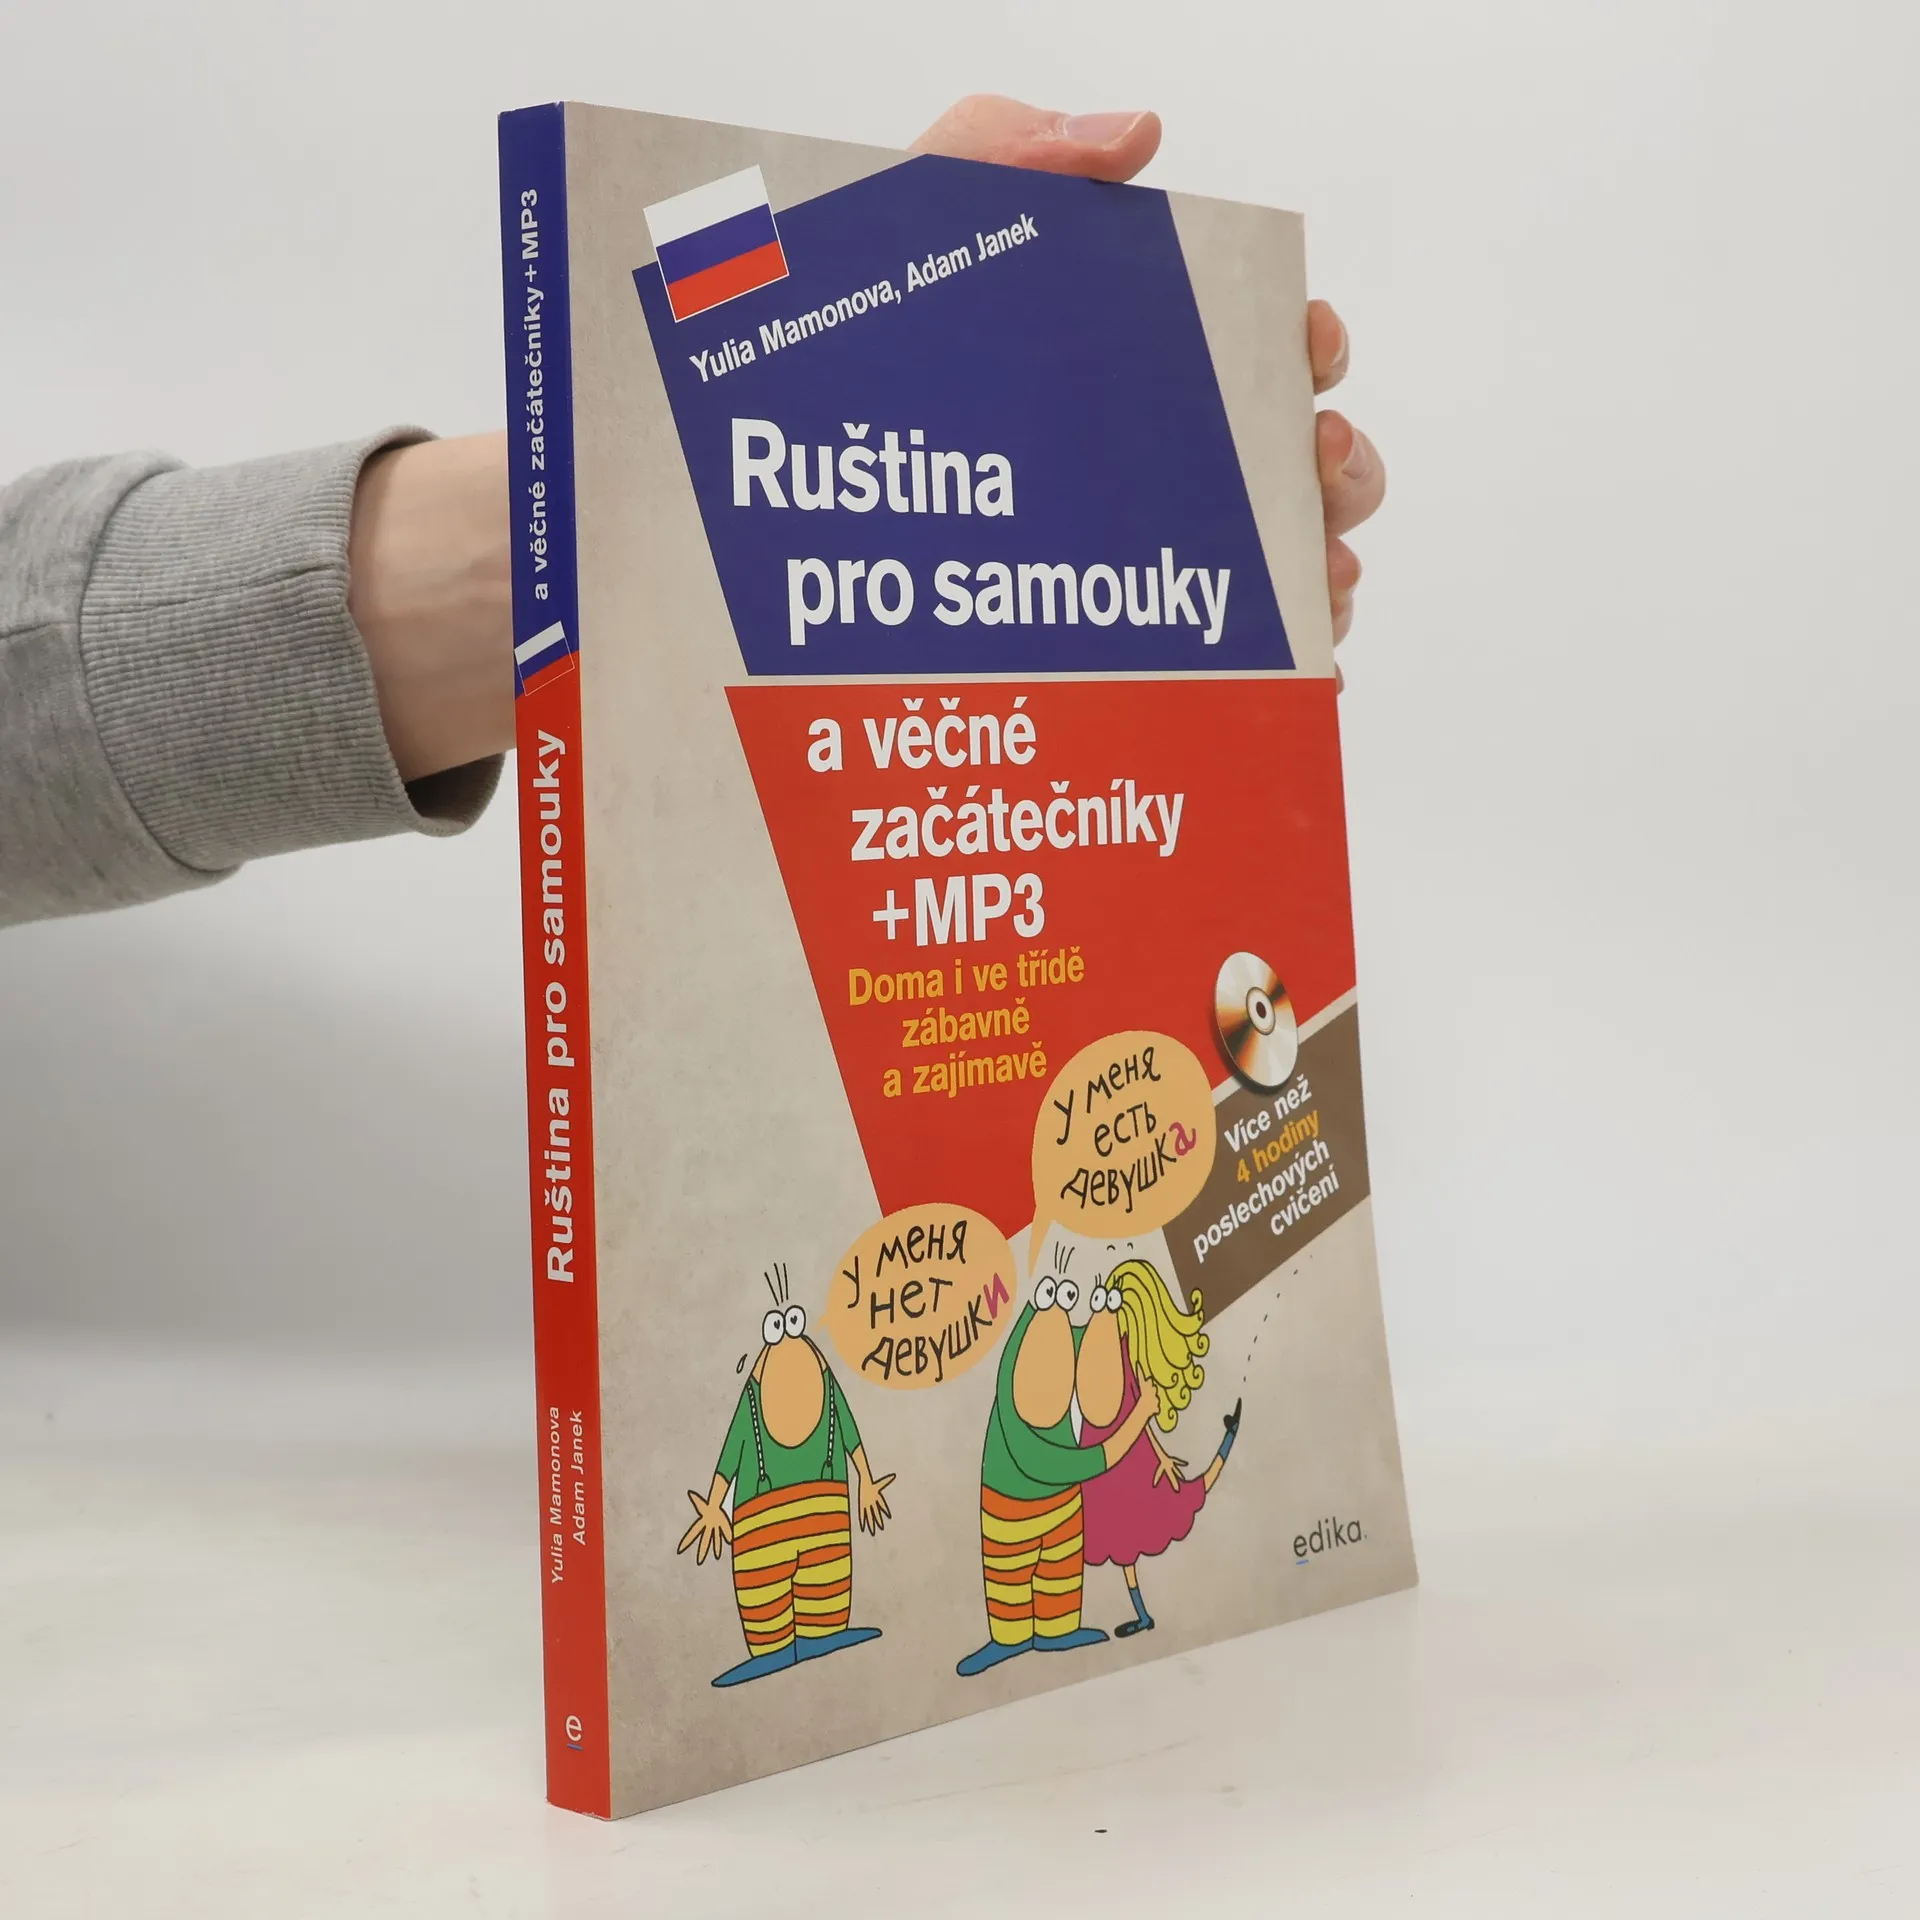 a věčné začátečníky+MP3
Ruština pro samouky
Yulia Mamonova
Adam Janek
e
Yulia Mamonova, Adam Janek
Ruština
pro samouky
a věčné
začátečníky
+MP3
Doma i ve třídě
zábavně
a zajímavě
Více než
4 hodiny
poslechových
cvičení
у меня
есть
девушка
у меня
нет
девушки
edika.